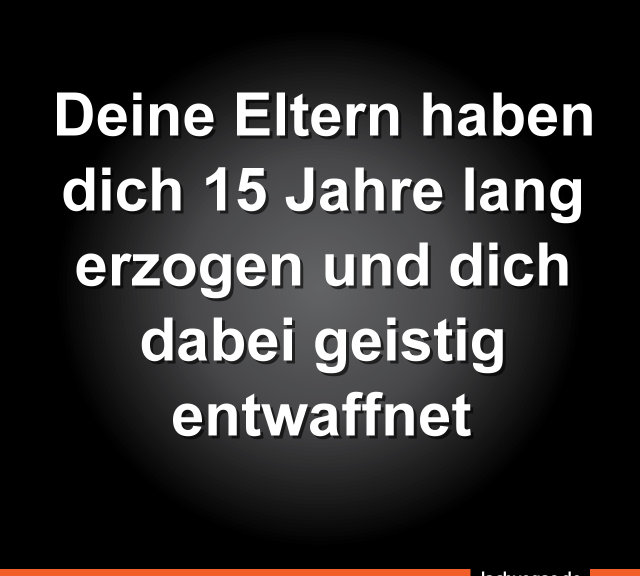 Deine Eltern haben
dich 15 Jahre lang
erzogen und dich
dabei geistig
entwaffnet